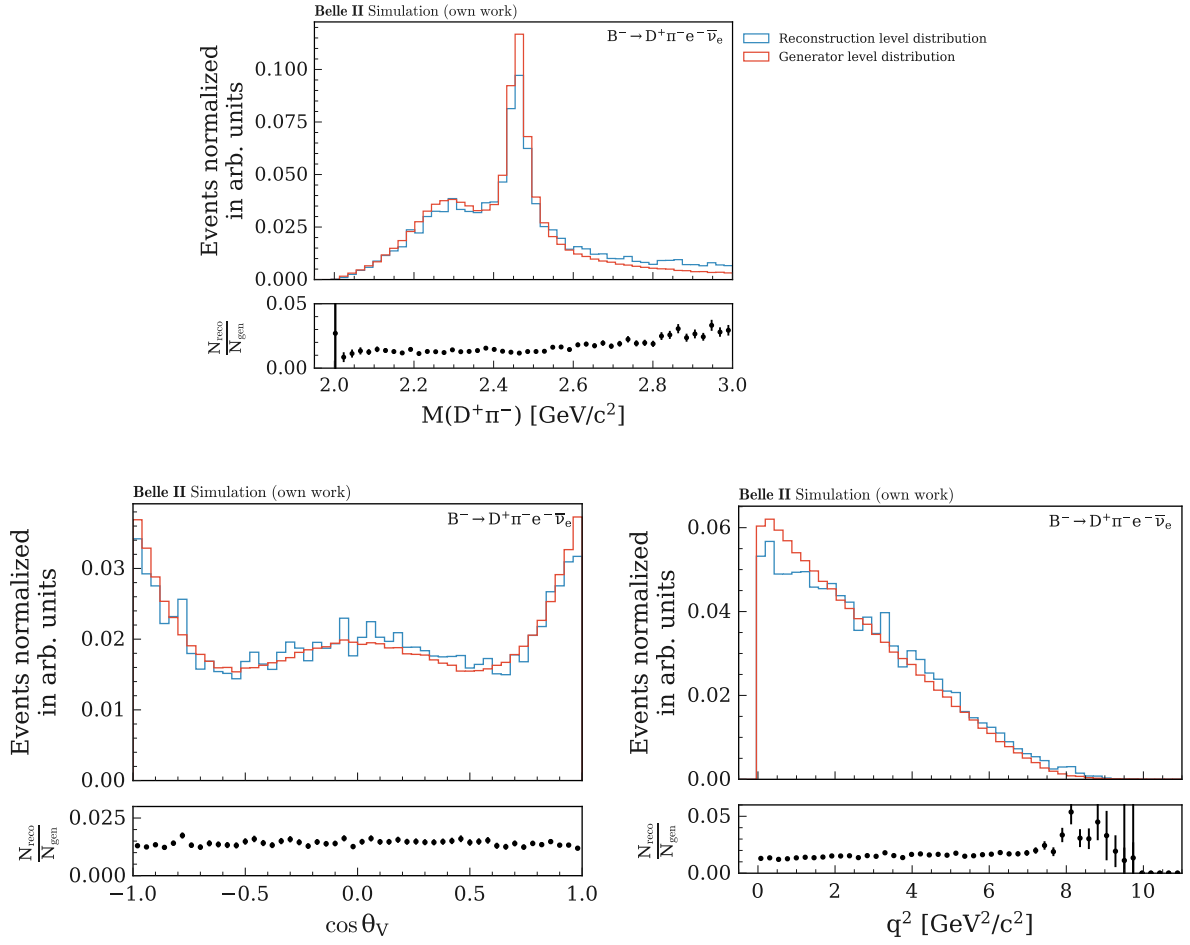 Belle II Simulation (own work)
B⁻→D⁺π⁻e⁻ν̅ₑ
Reconstruction level distribution
Generator level distribution
Events normalized
in arb. units
0.100
0.075
0.050
0.025
0.000
N_reco
N_gen
0.05
0.00
2.0 2.2 2.4 2.6 2.8 3.0
M(D⁺π⁻) [GeV/c²]
Belle II Simulation (own work)
B⁻→D⁺π⁻e⁻ν̅ₑ
Events normalized
in arb. units
0.03
0.02
0.01
0.00
N_reco
N_gen
0.025
0.000
−1.0 −0.5 0.0 0.5 1.0
cos θ_V
Belle II Simulation (own work)
B⁻→D⁺π⁻e⁻ν̅ₑ
Events normalized
in arb. units
0.06
0.04
0.02
0.00
N_reco
N_gen
0.05
0.00
0 2 4 6 8 10
q² [GeV²/c²]